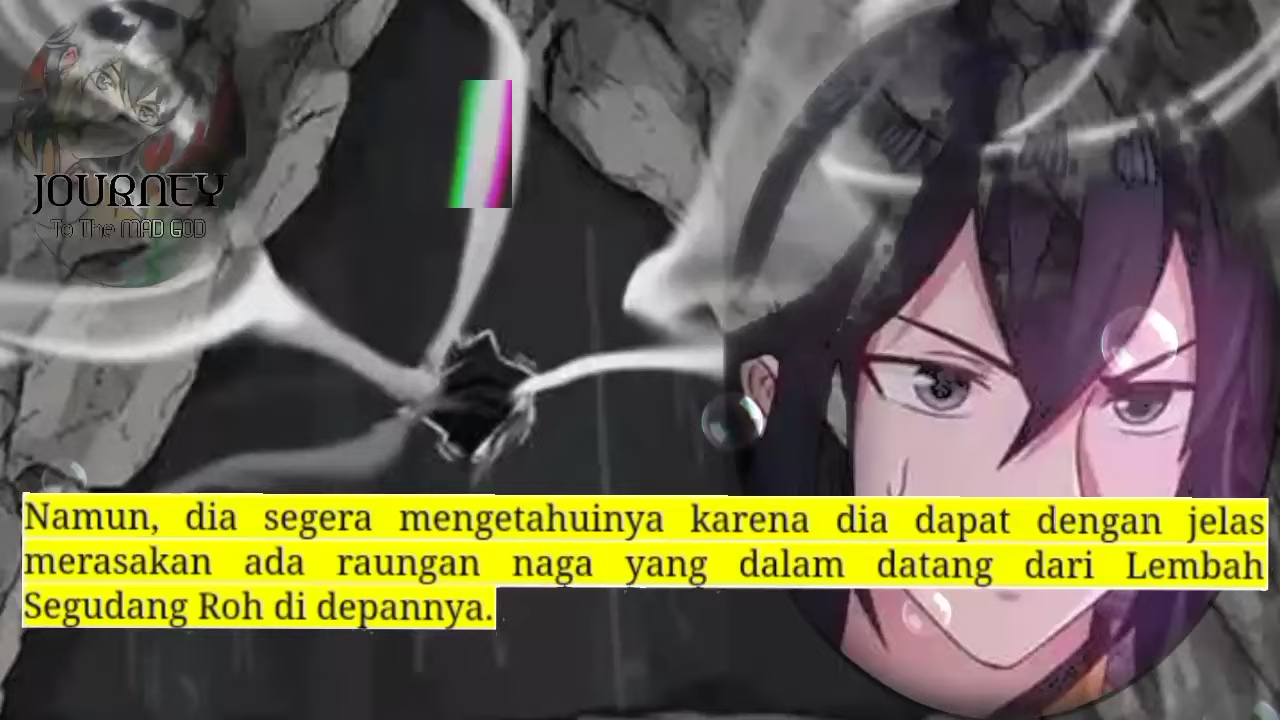 JOURNEY
To The MAD GOD
Namun, dia segera mengetahuinya karena dia dapat dengan jelas
merasakan ada raungan naga yang dalam datang dari Lembah
Segudang Roh di depannya.